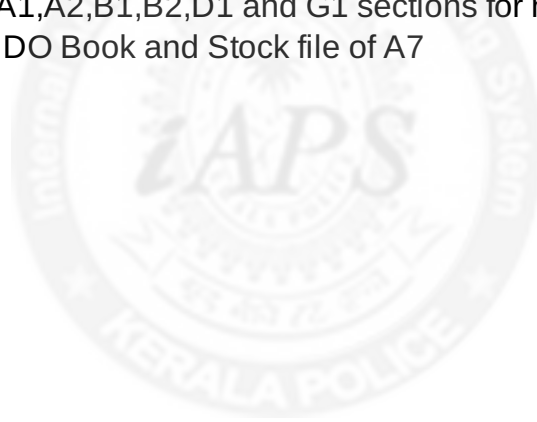 A1,A2,B1,B2,D1 and G1 sections for
DO Book and Stock file of A7
iAPS
KERALA POLICE